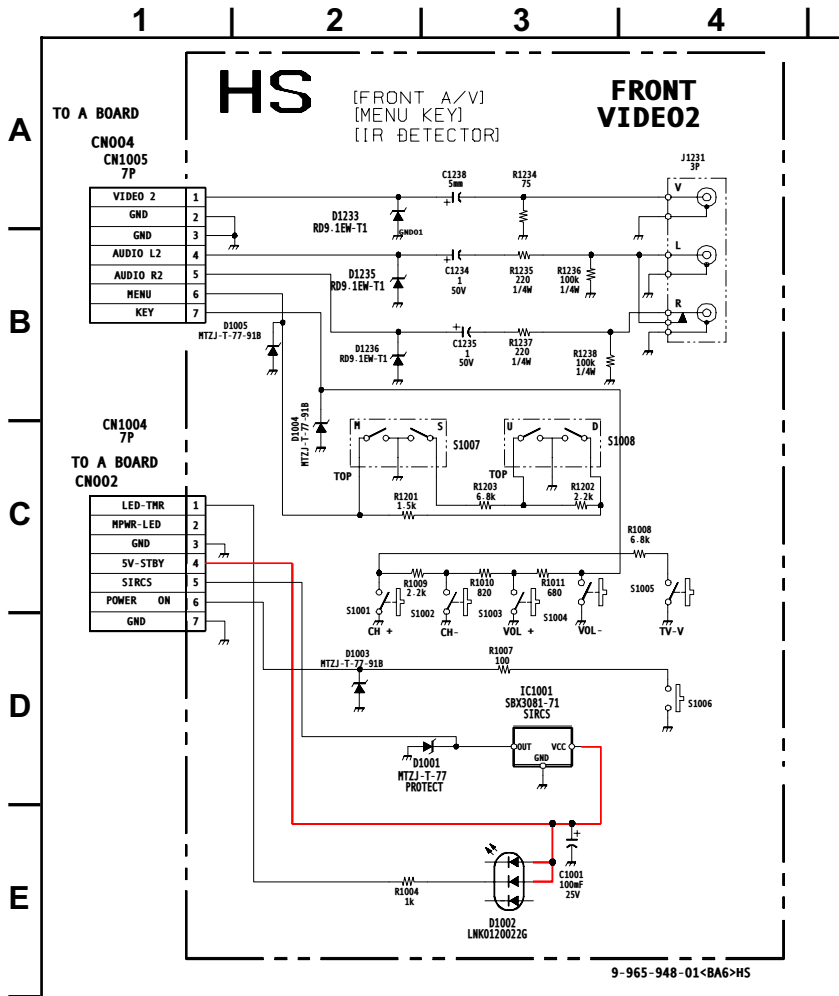 1 2 3 4
A
B
C
D
E
HS
[FRONT A/V]
[MENU KEY]
[IR DETECTOR]
FRONT
VIDEO2
TO A BOARD
CN004
CN1005
7P
VIDEO 2 1
GND 2
GND 3
AUDIO L2 4
AUDIO R2 5
MENU 6
KEY 7
D1233
RD9.1EW-T1
GND01
C1238
5mm
R1234
75
J1231
3P
V
L
R
D1235
RD9.1EW-T1
C1234
1
50V
R1235
220
1/4W
R1236
100k
1/4W
D1005
MTZJ-T-77-91B
D1236
RD9.1EW-T1
C1235
1
50V
R1237
220
1/4W
R1238
100k
1/4W
CN1004
7P
TO A BOARD
CN002
LED-TMR 1
MPWR-LED 2
GND 3
5V-STBY 4
SIRCS 5
POWER ON 6
GND 7
D1004
MTZJ-T-77-91B
M S
S1007
TOP
U D
S1008
TOP
R1201
1.5k
R1203
6.8k
R1202
2.2k
R1008
6.8k
R1009
2.2k
R1010
820
R1011
680
S1001
S1002
S1003
S1004
S1005
CH +
CH-
VOL +
VOL-
TV-V
D1003
MTZJ-T-77-91B
R1007
100
S1006
IC1001
SBX3081-71
SIRCS
OUT VCC
GND
D1001
MTZJ-T-77
PROTECT
R1004
1k
D1002
LNK0120022G
+
C1001
100mF
25V
9-965-948-01<BA6>HS